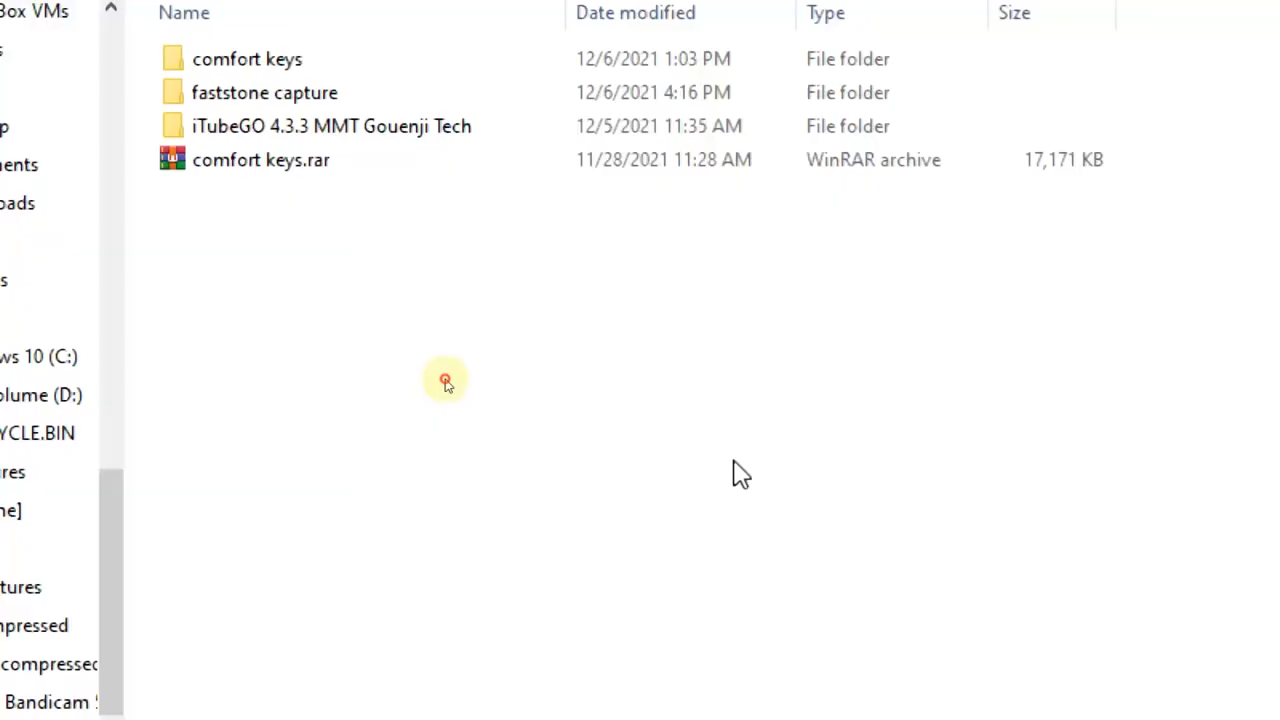 Box VMs
Name Date modified Type Size
s
comfort keys 12/6/2021 1:03 PM File folder
faststone capture 12/6/2021 4:16 PM File folder
p
iTubeGO 4.3.3 MMT Gouenji Tech 12/5/2021 11:35 AM File folder
ents
comfort keys.rar 11/28/2021 11:28 AM WinRAR archive 17,171 KB
oads
s
ws 10 (C:)
olume (D:)
YCLE.BIN
res
ne]
tures
mpressed
compressed
Bandicam